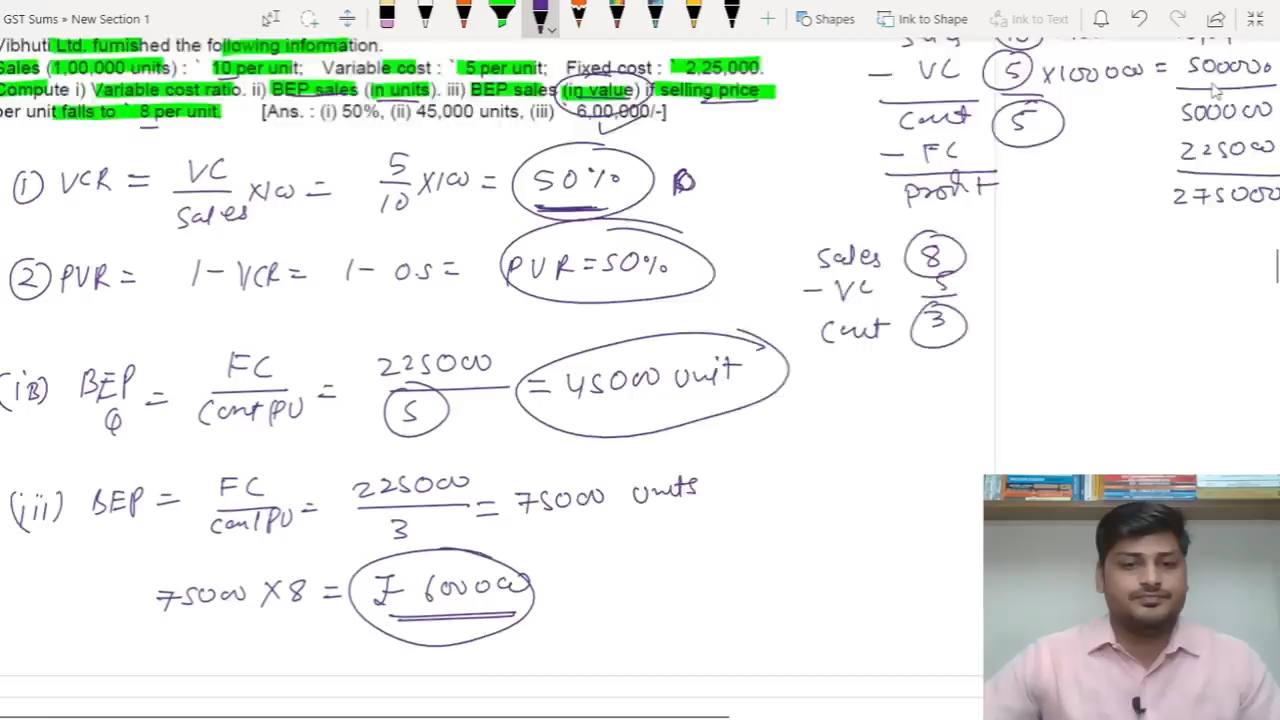 GST Sums » New Section 1
Shapes
Ink to Shape
Ink to Text
Vibhuti Ltd. furnished the following information.
Sales (1,00,000 units) : ` 10 per unit; Variable cost : ` 5 per unit; Fixed cost : ` 2,25,000.
Compute i) Variable cost ratio. ii) BEP sales (in units). iii) BEP sales (in value) if selling price
per unit falls to ` 8 per unit. [Ans. : (i) 50%, (ii) 45,000 units, (iii) ` 6,00,000/-]
- VC 5 ×100000 = 500000
cont 5 500000
- FC 225000
profit 275000
① VCR = VC/Sales ×100 = 5/10 ×100 = 50%
② PVR = 1-VCR = 1-0.5 = PVR = 50%
Sales 8
- VC 5
cont 3
(iB) BEP Q = FC/Cont PU = 225000/5 = 45000 unit
(iii) BEP = FC/cont PU = 225000/3 = 75000 units
75000 × 8 = ₹ 600000